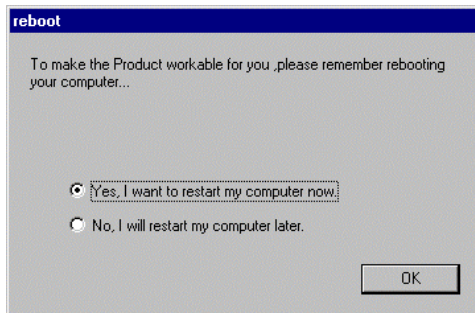 reboot
To make the Product workable for you ,please remember rebooting
your computer...
Yes, I want to restart my computer now.
No, I will restart my computer later.
OK